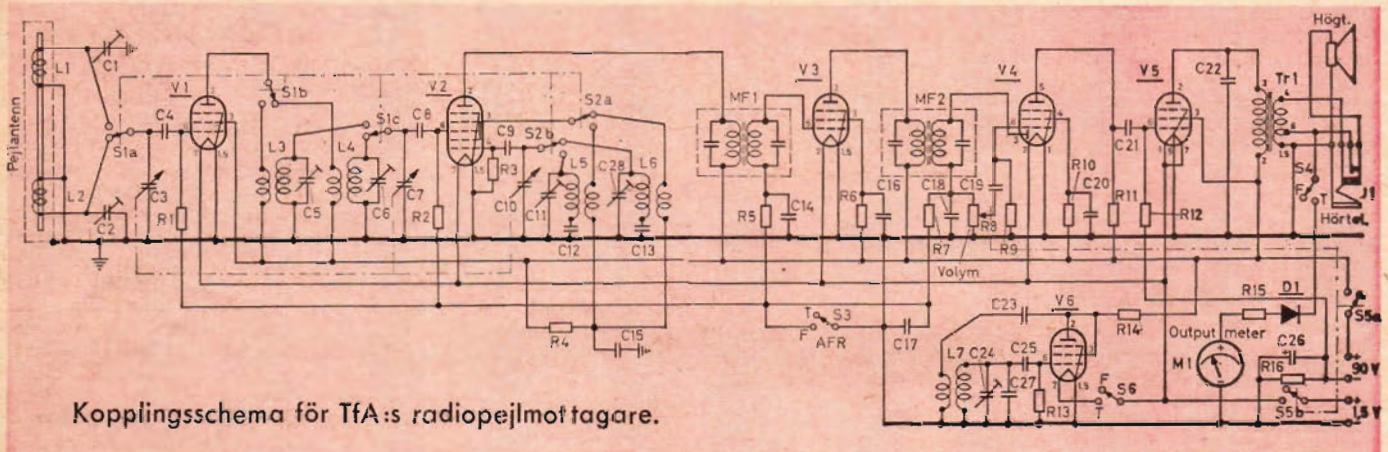 Pejlantenn
L1
L2
C1
C2
S1a
C3
C4
R1
V1
S1b
L3
C5
L4
C6
S1c
C7
C8
R2
V2
C9
R3
S2b
S2a
C10
C11
L5
C12
C28
L6
C13
R4
C15
MF1
R5
C14
V3
R6
C16
MF2
C18
R7
C19
R8
Volym
R9
V4
R10
C20
C21
R11
V5
R12
C22
Tr1
S4
F
T
Högt.
J1
Hörtel.
T
F
S3
AFR
C17
C23
L7
C24
C25
C27
R13
V6
R14
F
T
S6
R15
D1
Output meter
M1
C26
R16
S5a
S5b
90 V
1,5 V
Kopplingsschema för TfA:s radiopejlmottagare.